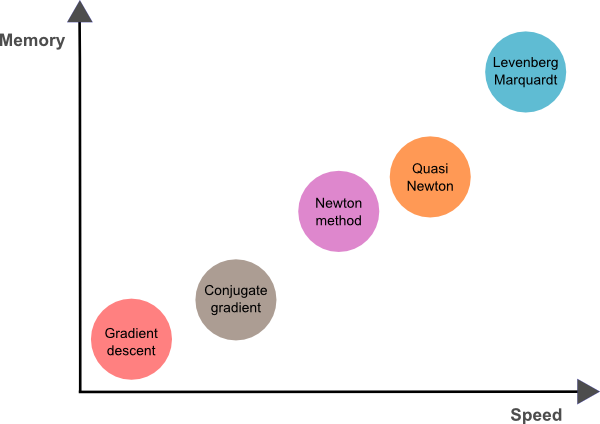 Memory
Levenberg
Marquardt
Quasi
Newton
Newton
method
Conjugate
gradient
Gradient
descent
Speed